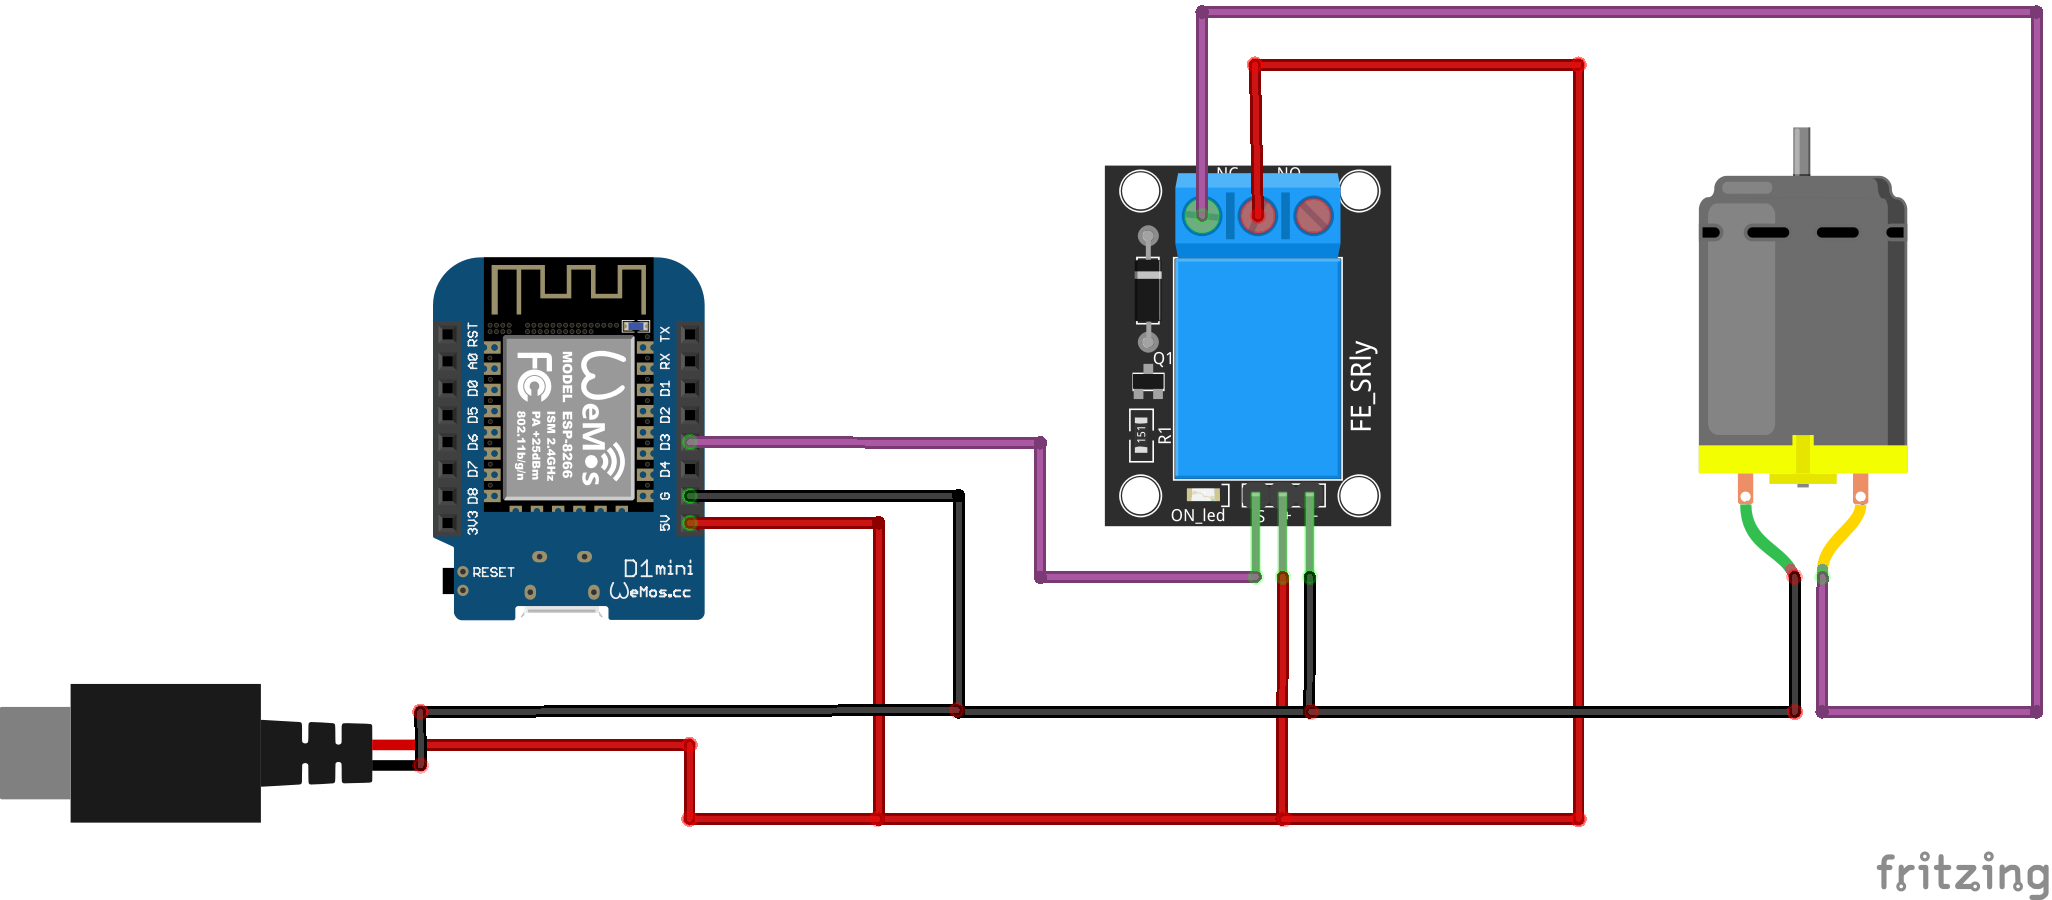 NC NO
RST
A0
D0
D5
D6
D7
D8
3V3
TX
RX
D1
D2
D3
D4
G
5V
WeMos
FC
MODEL ESP-8266
ISM 2.4GHz
PA +25dBm
802.11b/g/n
RESET
D1mini
WeMos.cc
Q1
151
R1
FE_SRly
ON_led
S + -
fritzing